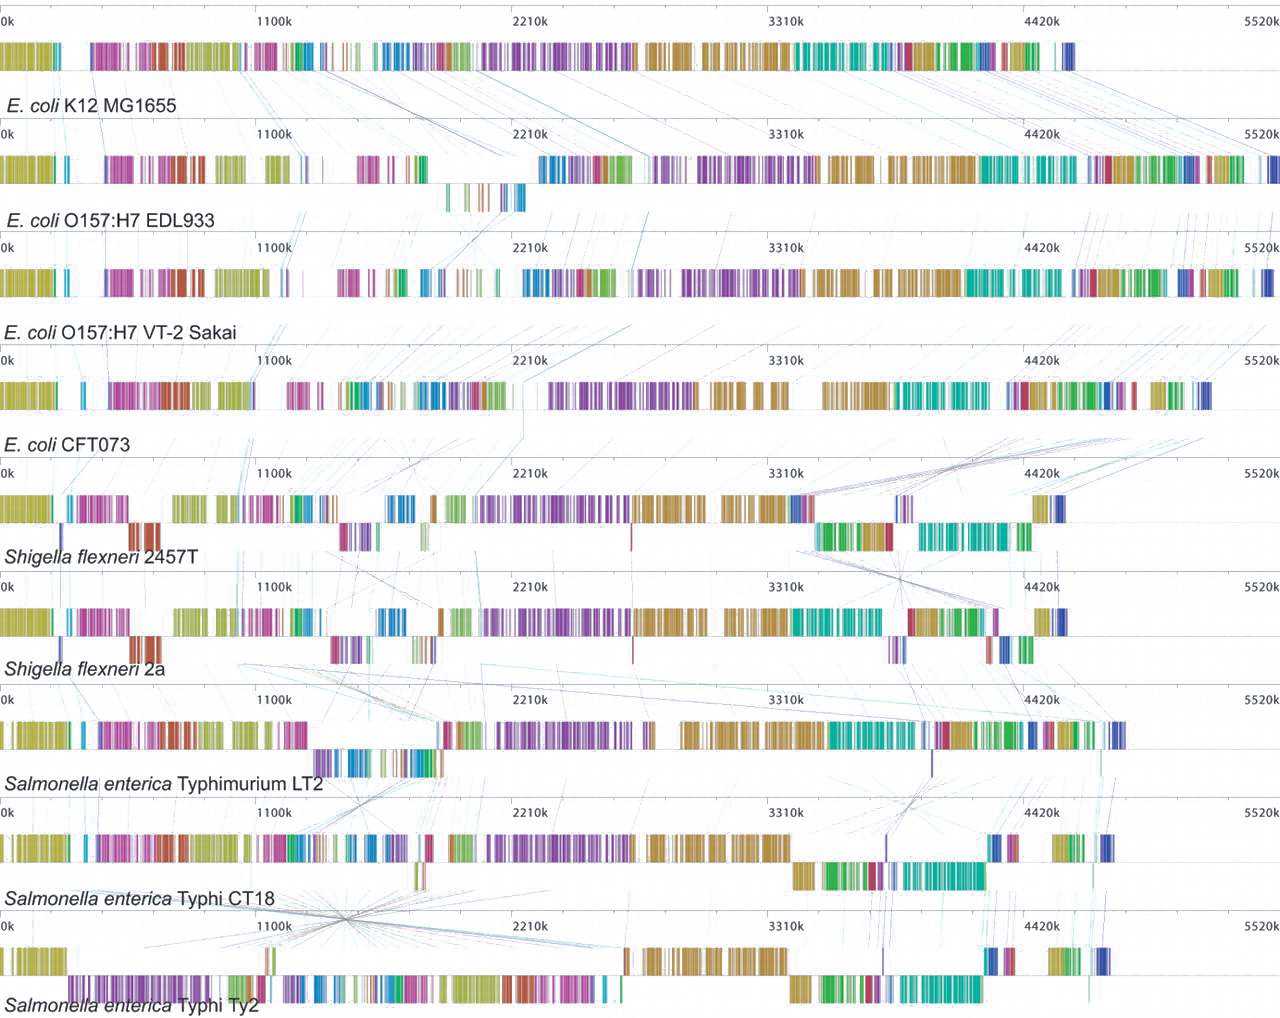 0k 1100k 2210k 3310k 4420k 5520k
E. coli K12 MG1655
0k 1100k 2210k 3310k 4420k 5520k
E. coli O157:H7 EDL933
0k 1100k 2210k 3310k 4420k 5520k
E. coli O157:H7 VT-2 Sakai
0k 1100k 2210k 3310k 4420k 5520k
E. coli CFT073
0k 1100k 2210k 3310k 4420k 5520k
Shigella flexneri 2457T
0k 1100k 2210k 3310k 4420k 5520k
Shigella flexneri 2a
0k 1100k 2210k 3310k 4420k 5520k
Salmonella enterica Typhimurium LT2
0k 1100k 2210k 3310k 4420k 5520k
Salmonella enterica Typhi CT18
0k 1100k 2210k 3310k 4420k 5520k
Salmonella enterica Typhi Ty2